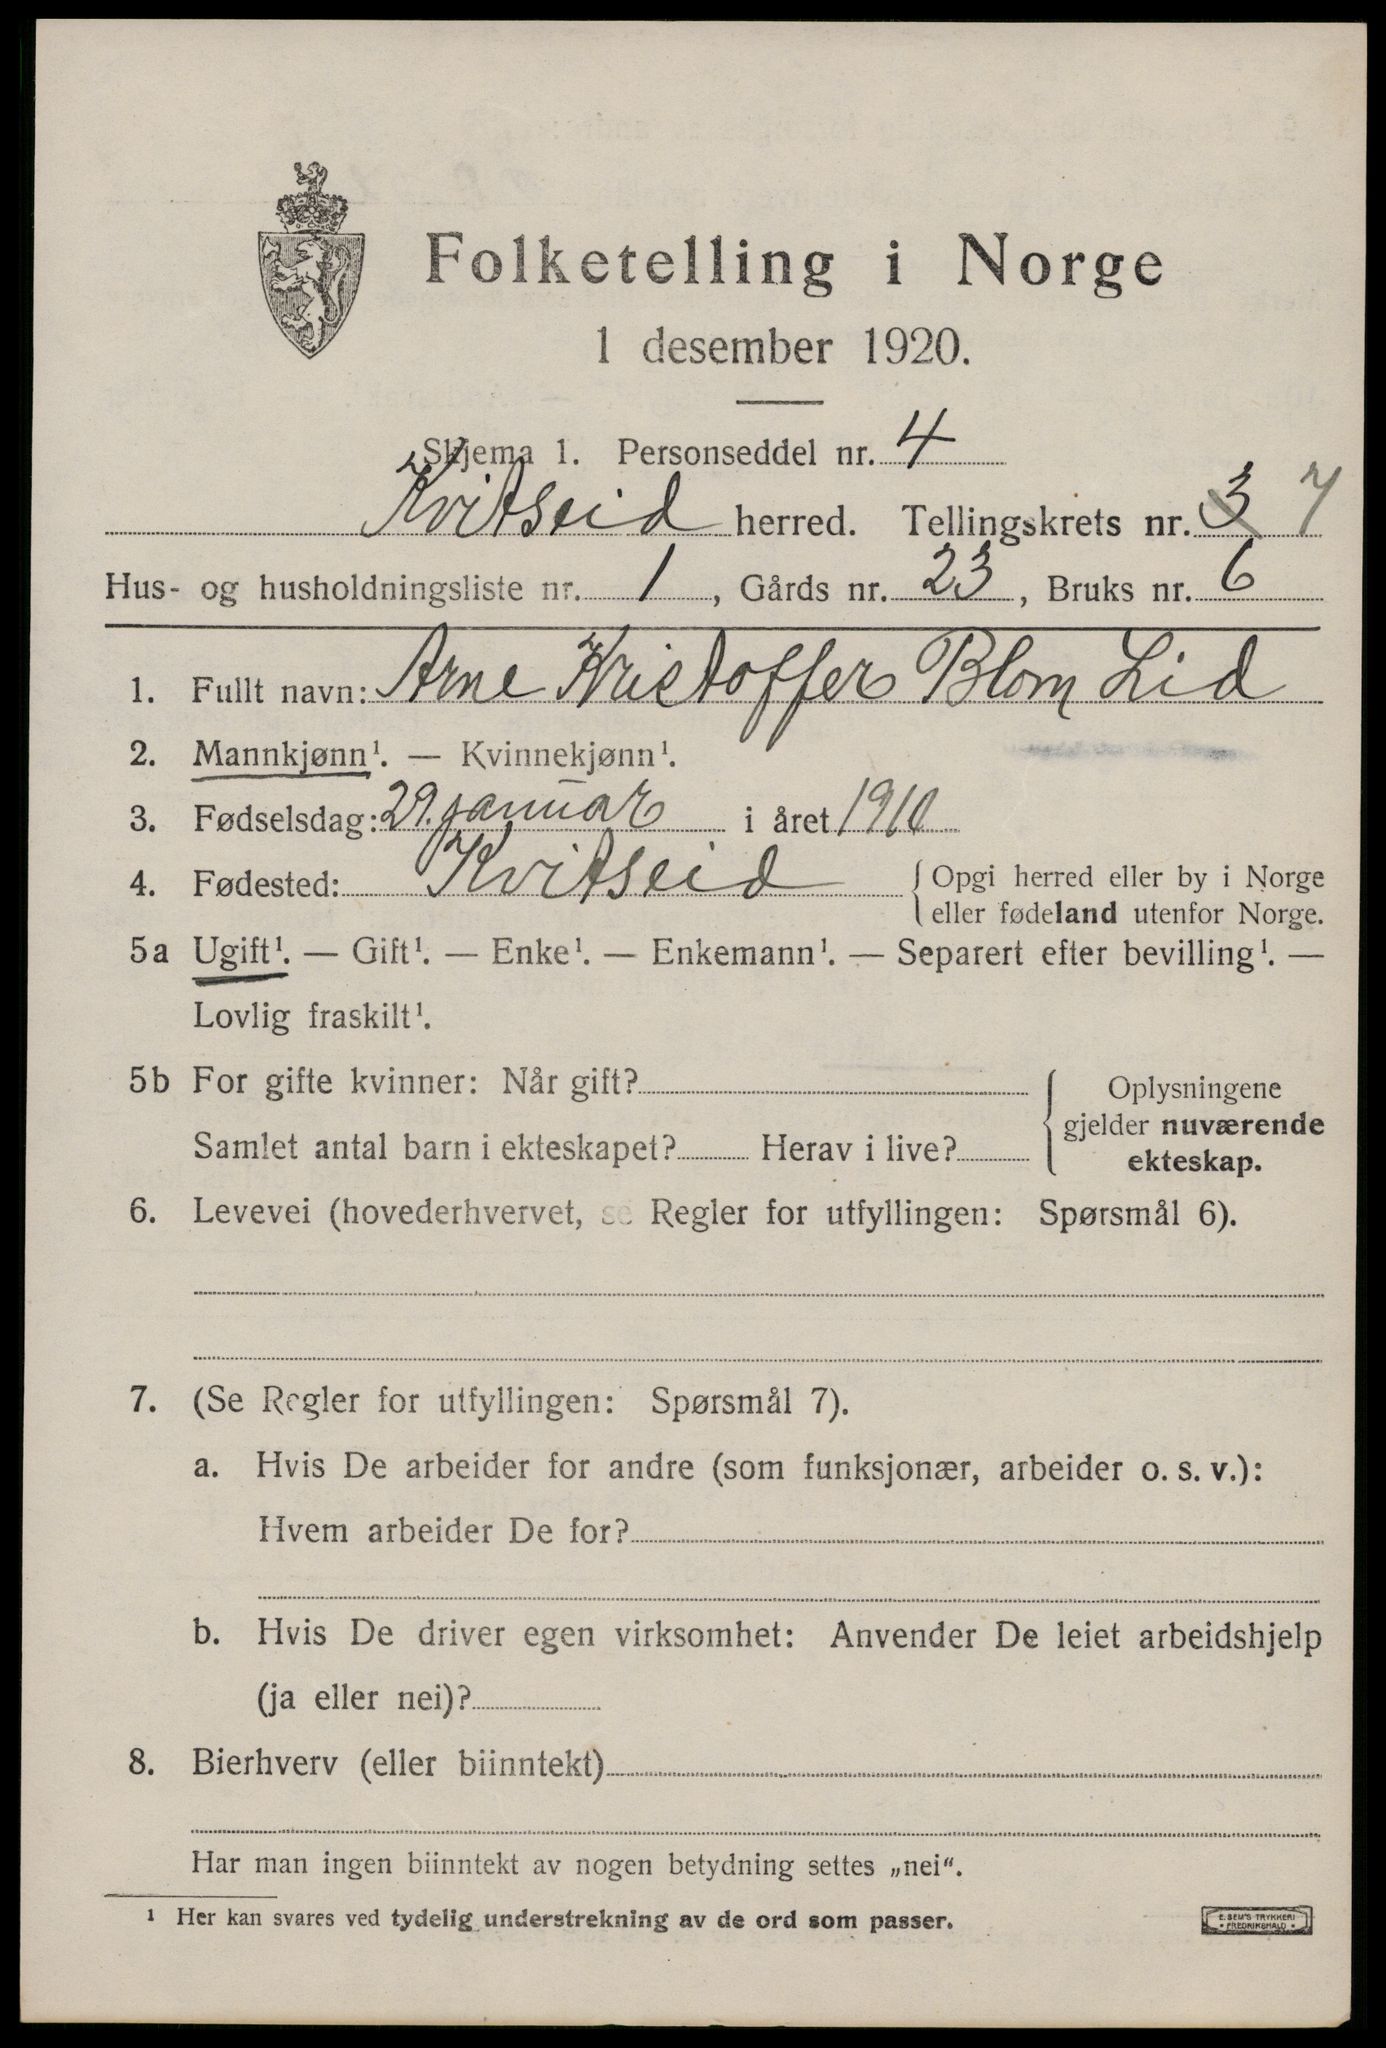 Folketelling i Norge
1 desember 1920.
Skjema 1. Personseddel nr. 4
Kvitseid herred. Tellingskrets nr. 3 7
Hus- og husholdningsliste nr. 1, Gårds nr. 23, Bruks nr. 6
1. Fullt navn: Arne Kristoffer Blom Lid
2. Mannkjønn¹. — Kvinnekjønn¹.
3. Fødselsdag: 29. januar i året 1910
4. Fødested: Kvitseid { Opgi herred eller by i Norge
eller fødeland utenfor Norge.
5a Ugift¹. — Gift¹. — Enke¹. — Enkemann¹. — Separert efter bevilling¹. —
Lovlig fraskilt¹.
5b For gifte kvinner: Når gift? { Oplysningene
gjelder nuværende
Samlet antal barn i ekteskapet? Herav i live? ekteskap.
6. Levevei (hovederhvervet, se Regler for utfyllingen: Spørsmål 6).
7. (Se Regler for utfyllingen: Spørsmål 7).
a. Hvis De arbeider for andre (som funksjonær, arbeider o. s. v.):
Hvem arbeider De for?
b. Hvis De driver egen virksomhet: Anvender De leiet arbeidshjelp
(ja eller nei)?
8. Bierhverv (eller biinntekt)
Har man ingen biinntekt av nogen betydning settes „nei“.
¹ Her kan svares ved tydelig understrekning av de ord som passer.
E. SEM'S TRYKKERI
• FREDRIKSHALD •